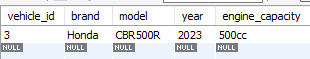 vehicle_id brand model year engine_capacity
3 Honda CBR500R 2023 500cc
NULL NULL NULL NULL NULL